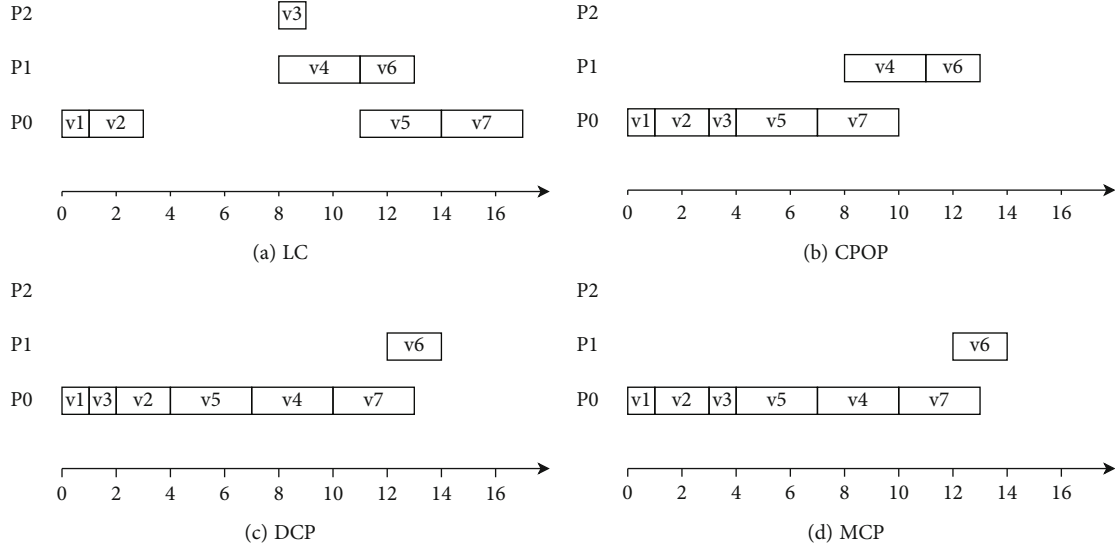 P2 v3
P1 v4 v6
P0 v1 v2 v5 v7
0 2 4 6 8 10 12 14 16
(a) LC
P2
P1 v4 v6
P0 v1 v2 v3 v5 v7
0 2 4 6 8 10 12 14 16
(b) CPOP
P2
P1 v6
P0 v1 v3 v2 v5 v4 v7
0 2 4 6 8 10 12 14 16
(c) DCP
P2
P1 v6
P0 v1 v2 v3 v5 v4 v7
0 2 4 6 8 10 12 14 16
(d) MCP